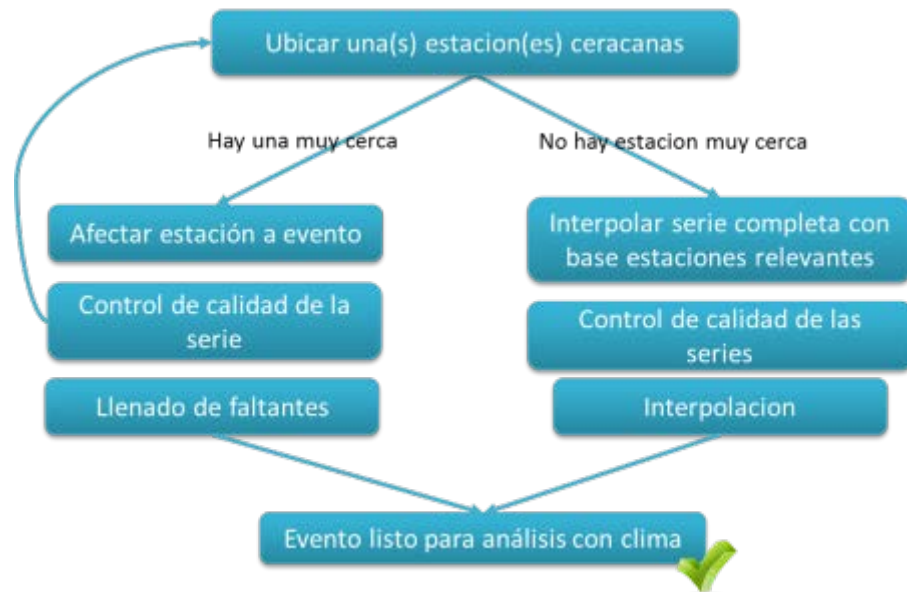 Ubicar una(s) estacion(es) ceracanas
Hay una muy cerca
No hay estacion muy cerca
Afectar estación a evento
Interpolar serie completa con
base estaciones relevantes
Control de calidad de la
serie
Control de calidad de las
series
Llenado de faltantes
Interpolacion
Evento listo para análisis con clima